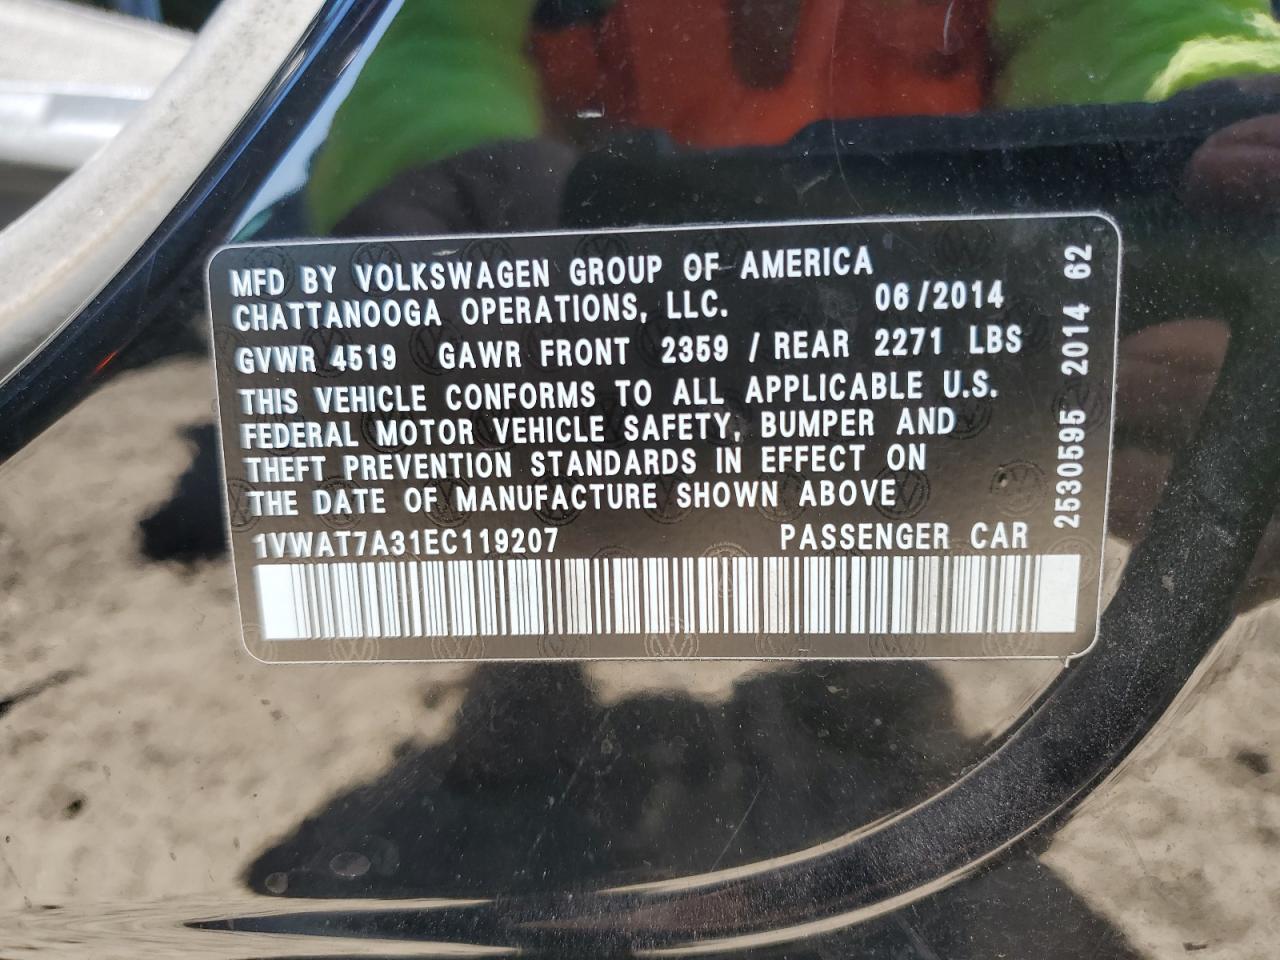 MFD BY VOLKSWAGEN GROUP OF AMERICA
CHATTANOOGA OPERATIONS, LLC. 06/2014
GVWR 4519 GAWR FRONT 2359 / REAR 2271 LBS
THIS VEHICLE CONFORMS TO ALL APPLICABLE U.S.
FEDERAL MOTOR VEHICLE SAFETY, BUMPER AND
THEFT PREVENTION STANDARDS IN EFFECT ON
THE DATE OF MANUFACTURE SHOWN ABOVE
1VWAT7A31EC119207 PASSENGER CAR
2530595 2014 62